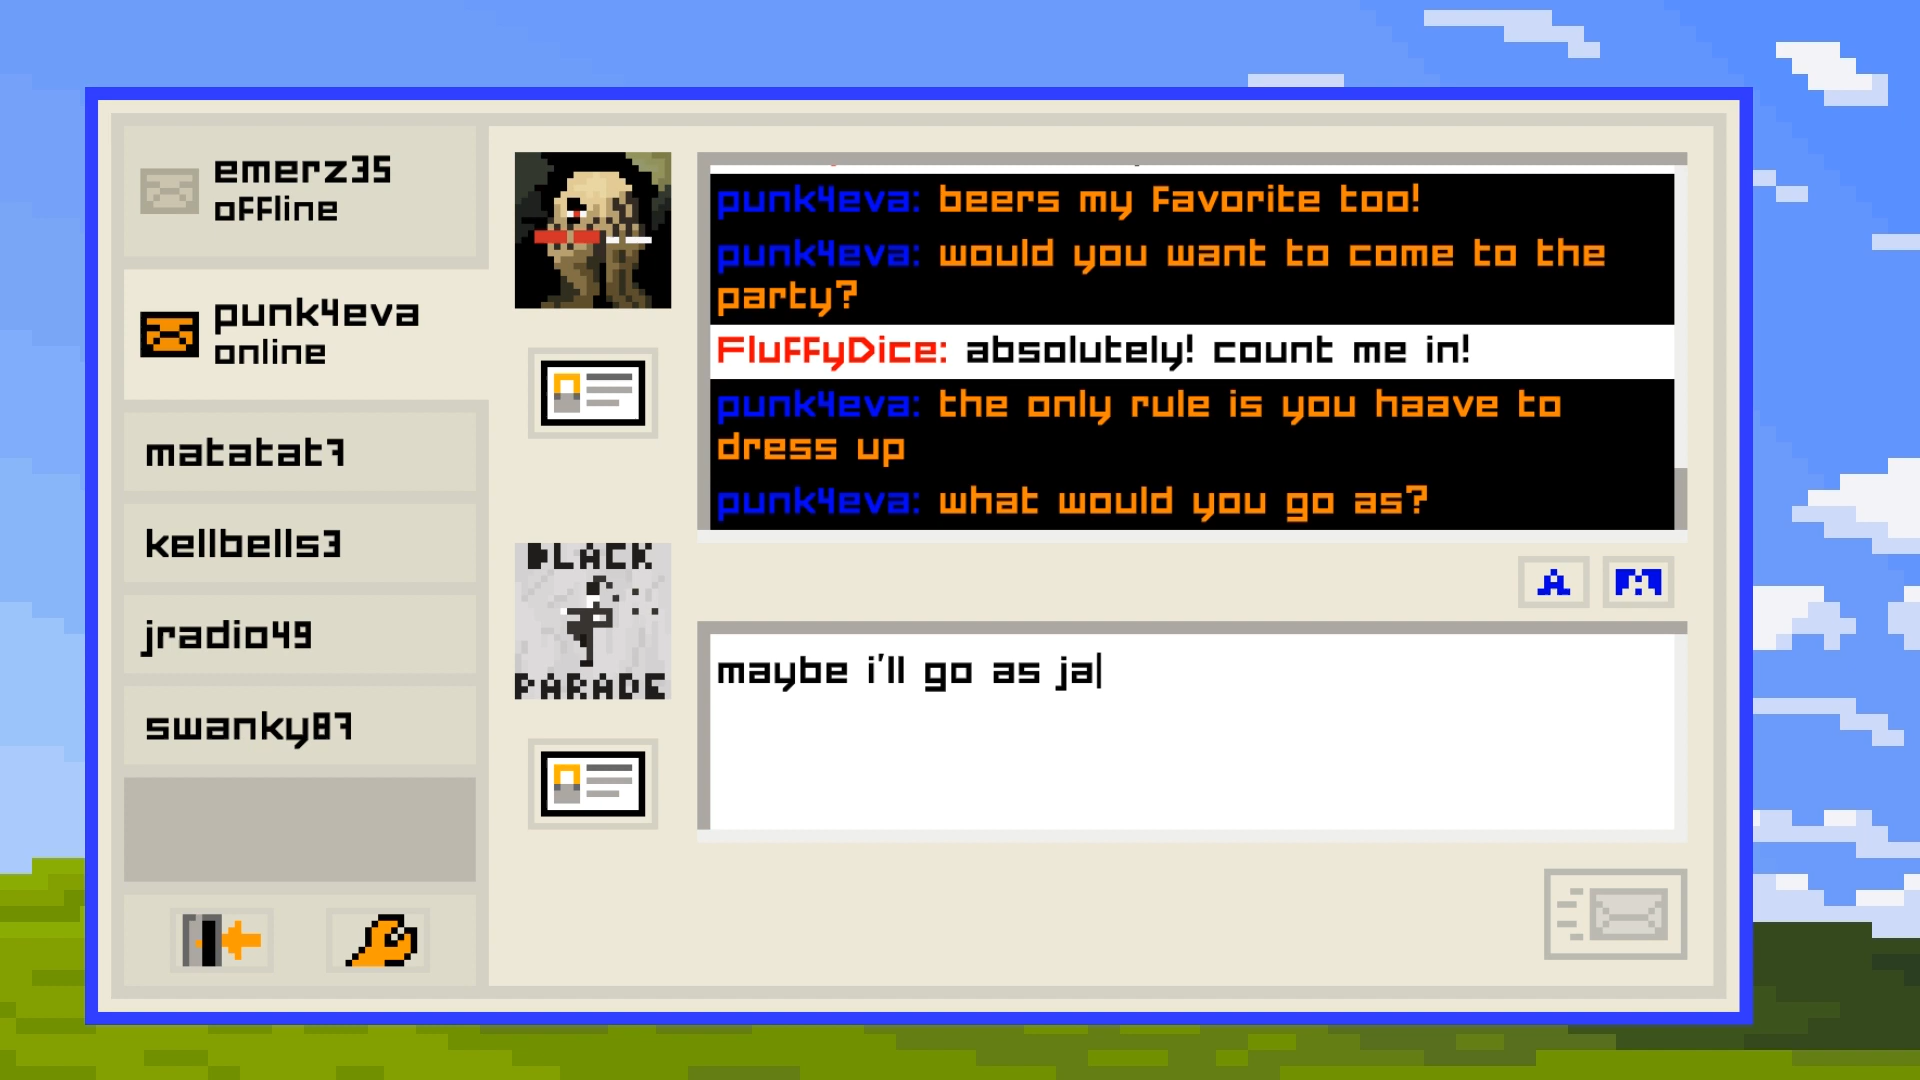 emerz35
offline
punk4eva
online
matatat7
kellbells3
jradio49
swanky87
punk4eva: beers my favorite too!
punk4eva: would you want to come to the
party?
FluffyDice: absolutely! count me in!
punk4eva: the only rule is you haave to
dress up
punk4eva: what would you go as?
BLACK
PARADE
A M
maybe i'll go as ja